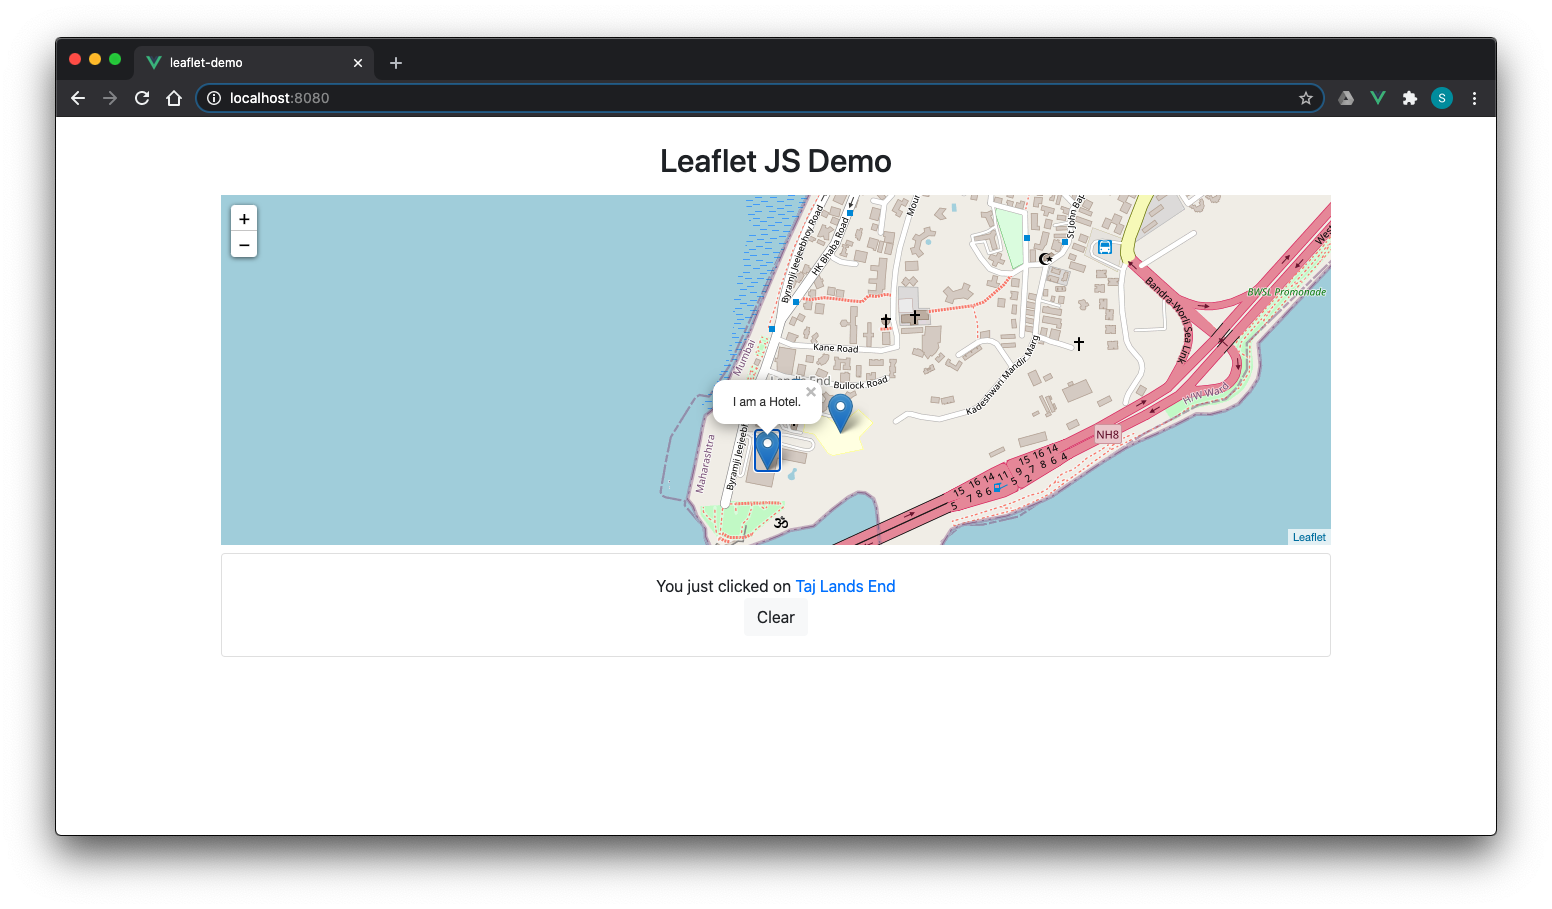 leaflet-demo
localhost:8080
S
Leaflet JS Demo
+
−
Byramji Jeejeebhoy Road
HK Bhaba Road
Moun
St John Bap
West
BWSL Promonade
Bandra-Worli Sea Link
Mumbai
Kane Road
Bullock Road
Kadeshwari Mandir Marg
H/W Ward
I am a Hotel.
×
NH8
Maharashtra
Byramji Jeejeebh
15 16 14
9 7 8 6 4
15 16 14 11 5 2
5 7 8 6
ॐ
Leaflet
You just clicked on Taj Lands End
Clear